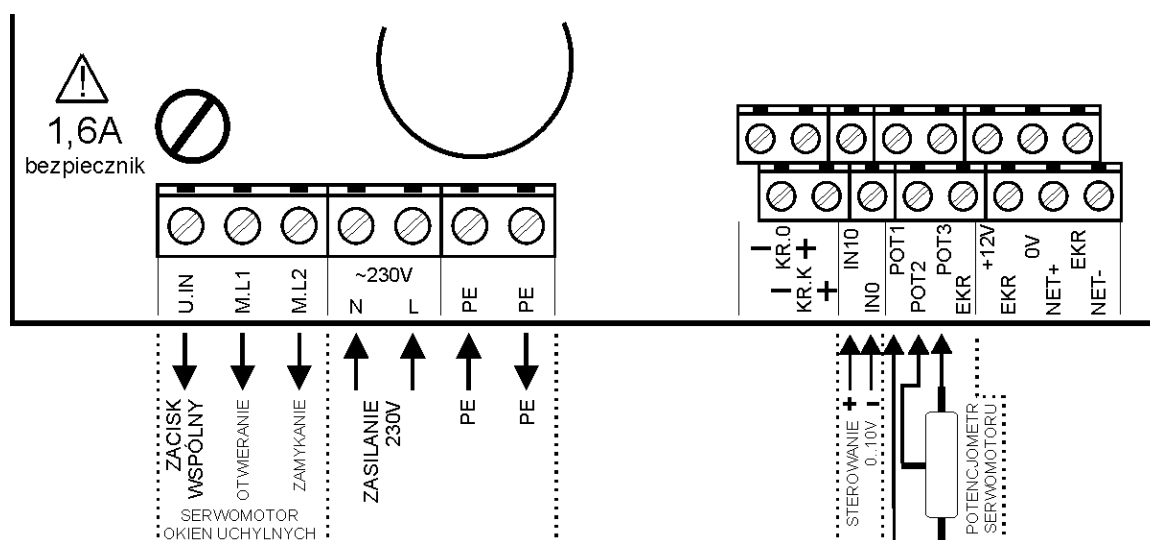 1,6A
bezpiecznik
U.IN
M.L1
M.L2
~230V
N
L
PE
PE
KR.0
KR.K
IN10
IN0
POT1
POT2
POT3
EKR
+12V
EKR
0V
NET+
EKR
NET-
ZACISK
WSPÓLNY
OTWIERANIE
ZAMYKANIE
SERWOMOTOR
OKIEN UCHYLNYCH
ZASILANIE
230V
PE
PE
STEROWANIE + −
0..10V
POTENCJOMETR
SERWOMOTORU